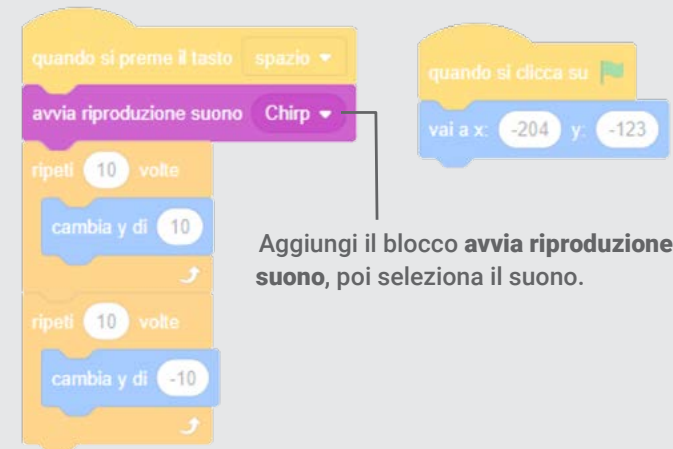 quando si preme il tasto spazio
avvia riproduzione suono Chirp
ripeti 10 volte
cambia y di 10
ripeti 10 volte
cambia y di -10
quando si clicca su
vai a x: -204 y: -123
Aggiungi il blocco avvia riproduzione
suono, poi seleziona il suono.